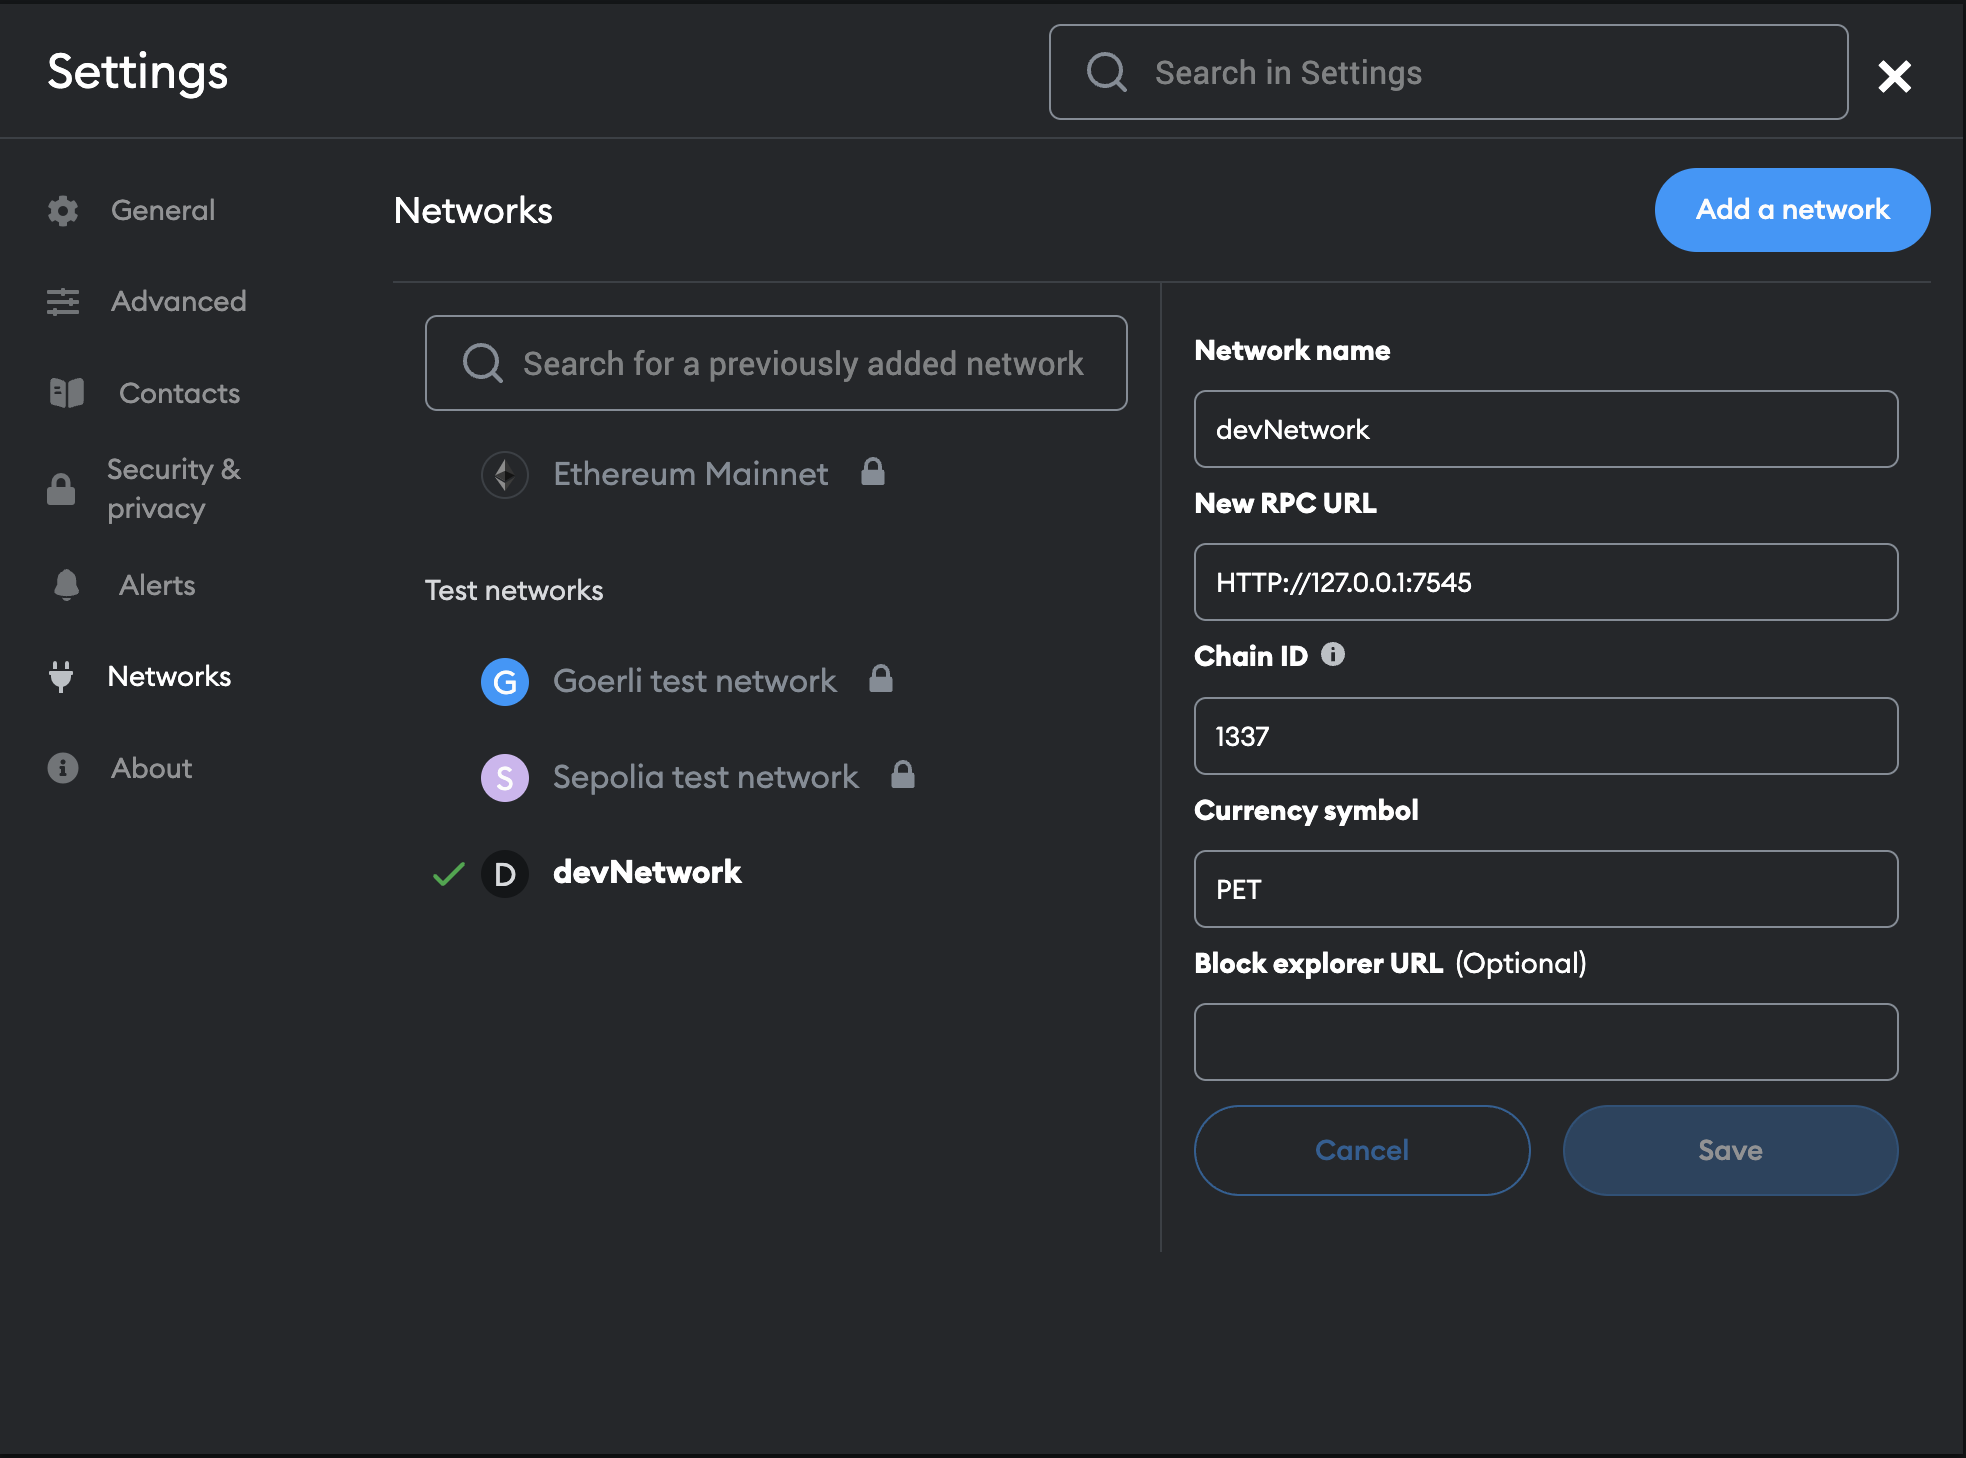 Settings
Search in Settings
General
Advanced
Contacts
Security &
privacy
Alerts
Networks
About
Networks
Add a network
Search for a previously added network
Ethereum Mainnet
Test networks
G Goerli test network
S Sepolia test network
D devNetwork
Network name
devNetwork
New RPC URL
HTTP://127.0.0.1:7545
Chain ID
1337
Currency symbol
PET
Block explorer URL (Optional)
Cancel
Save